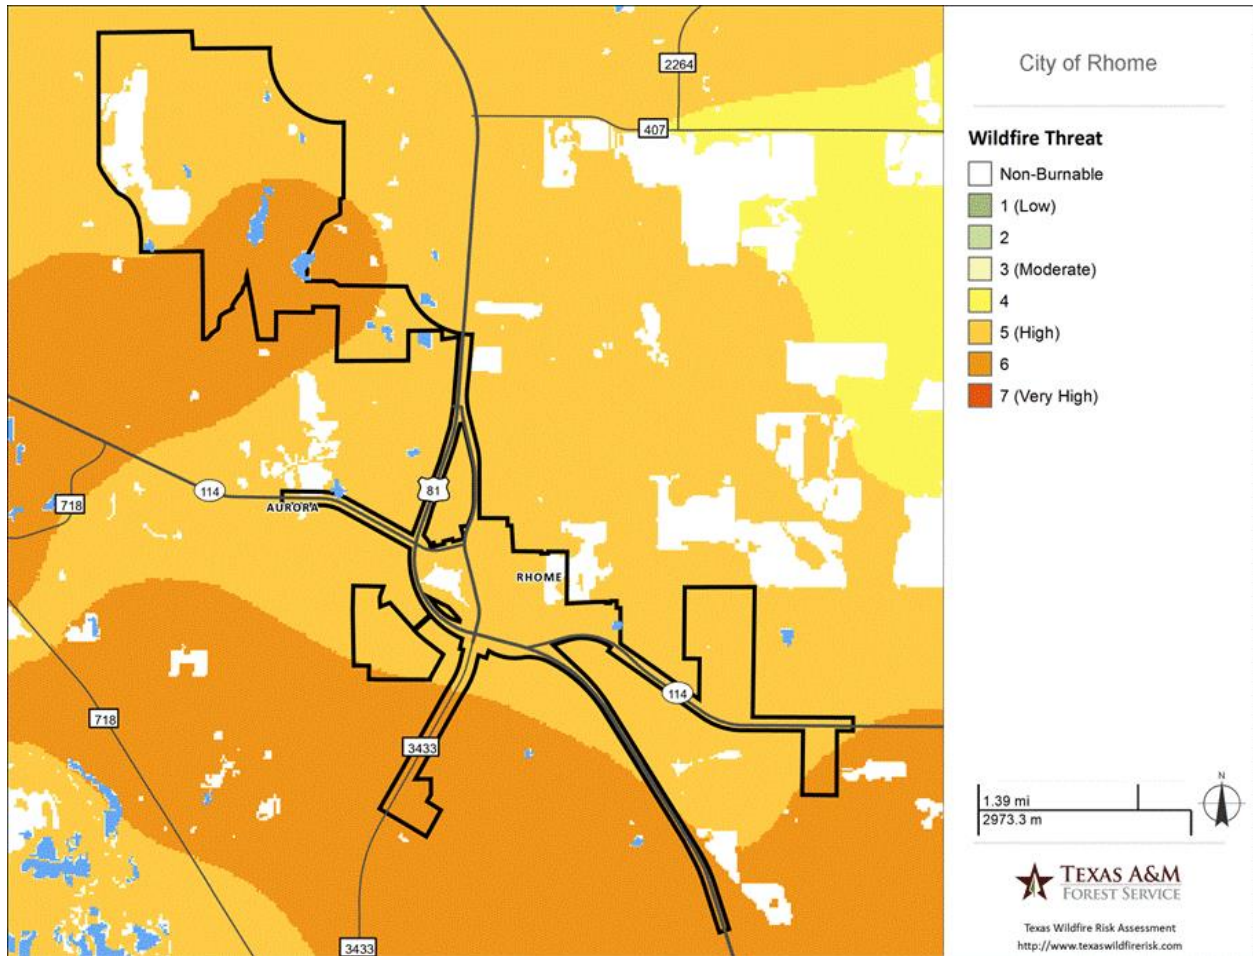 2264
407
81
114
718
AURORA
RHOME
114
718
3433
3433
City of Rhome
Wildfire Threat
Non-Burnable
1 (Low)
2
3 (Moderate)
4
5 (High)
6
7 (Very High)
1.39 mi
2973.3 m
N
TEXAS A&M
FOREST SERVICE
Texas Wildfire Risk Assessment
http://www.texaswildfirerisk.com